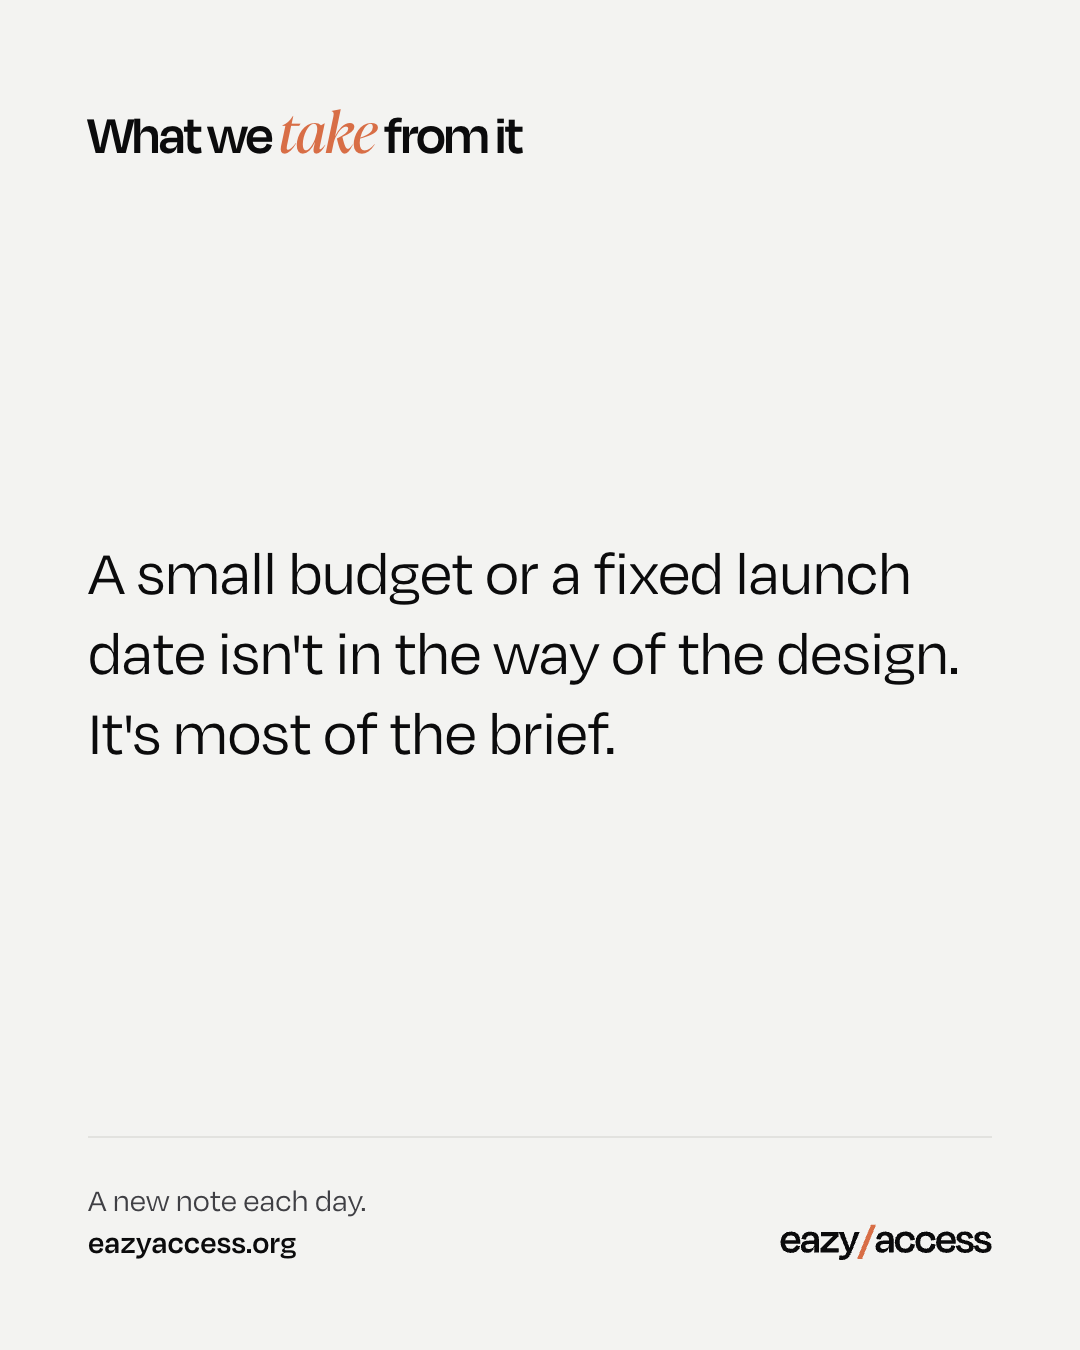 What we take from it
A small budget or a fixed launch
date isn't in the way of the design.
It's most of the brief.
A new note each day.
eazyaccess.org
eazy/access